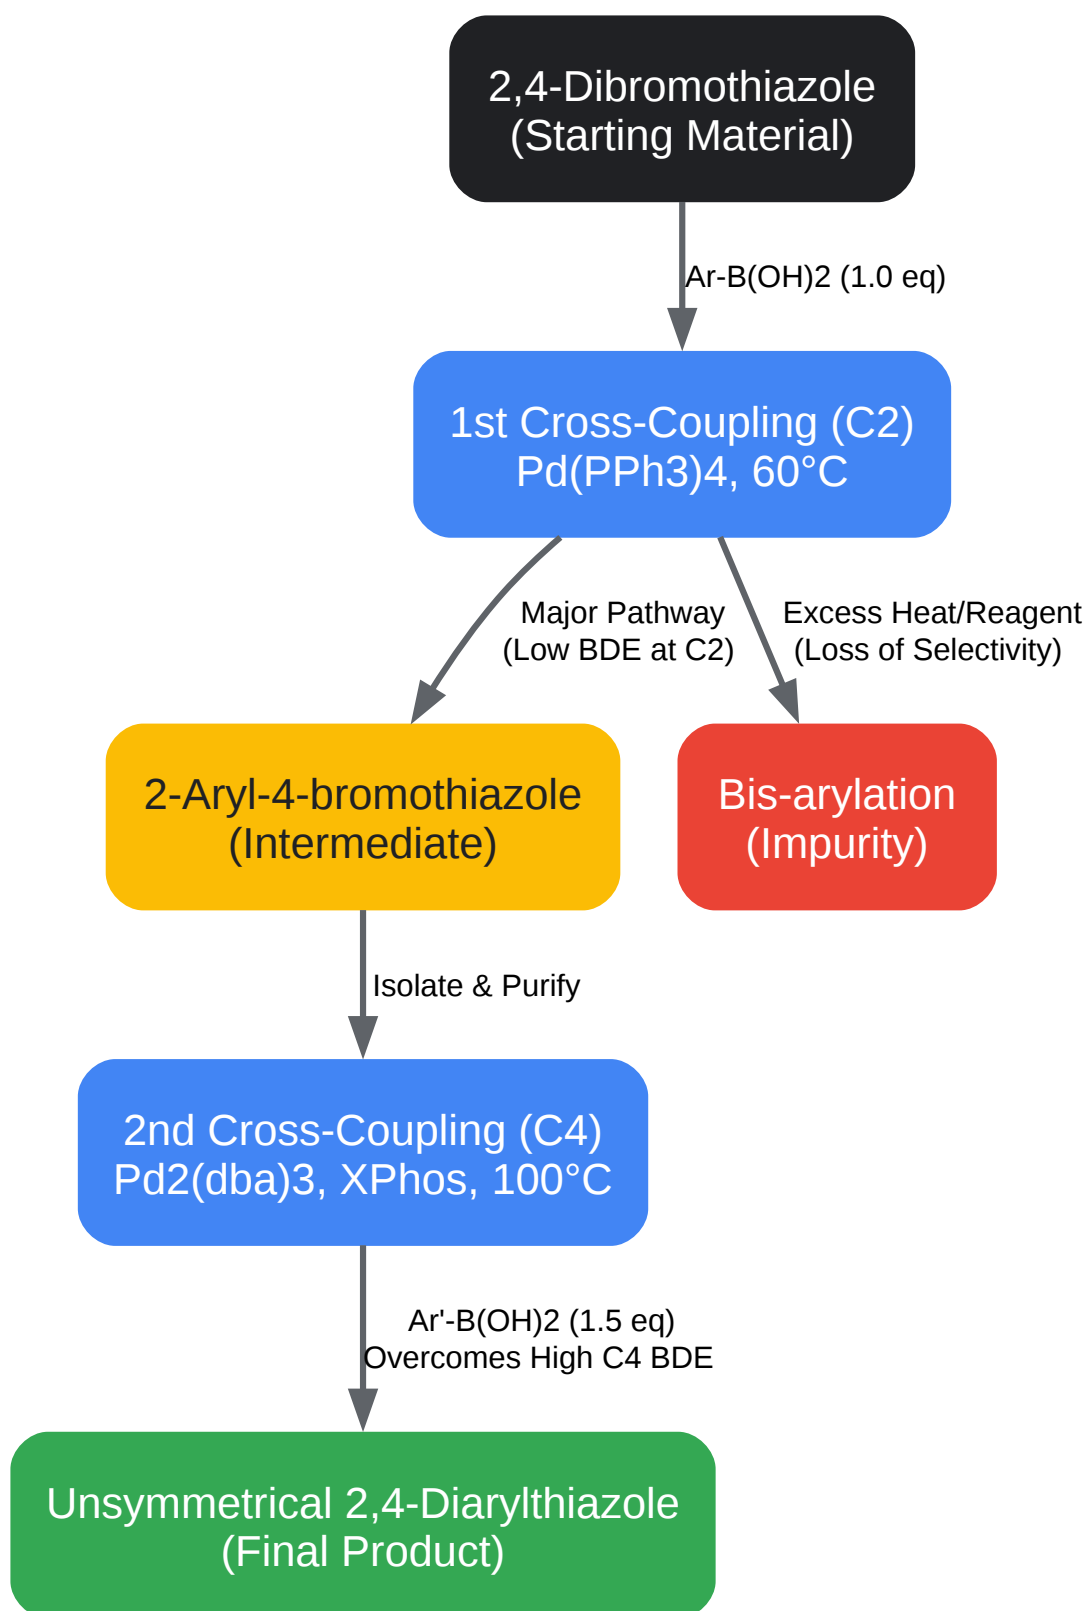 2,4-Dibromothiazole
(Starting Material)
Ar-B(OH)2 (1.0 eq)
1st Cross-Coupling (C2)
Pd(PPh3)4, 60°C
Major Pathway
(Low BDE at C2)
Excess Heat/Reagent
(Loss of Selectivity)
2-Aryl-4-bromothiazole
(Intermediate)
Bis-arylation
(Impurity)
Isolate & Purify
2nd Cross-Coupling (C4)
Pd2(dba)3, XPhos, 100°C
Ar'-B(OH)2 (1.5 eq)
Overcomes High C4 BDE
Unsymmetrical 2,4-Diarylthiazole
(Final Product)